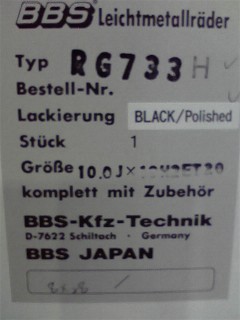 BBS Leichtmetallräder
Typ RG733H
Bestell-Nr.
Lackierung BLACK/Polished
Stück 1
Größe 10.0J×
komplett mit Zubehör
BBS-Kfz-Technik
D-7622 Schiltach · Germany
BBS JAPAN